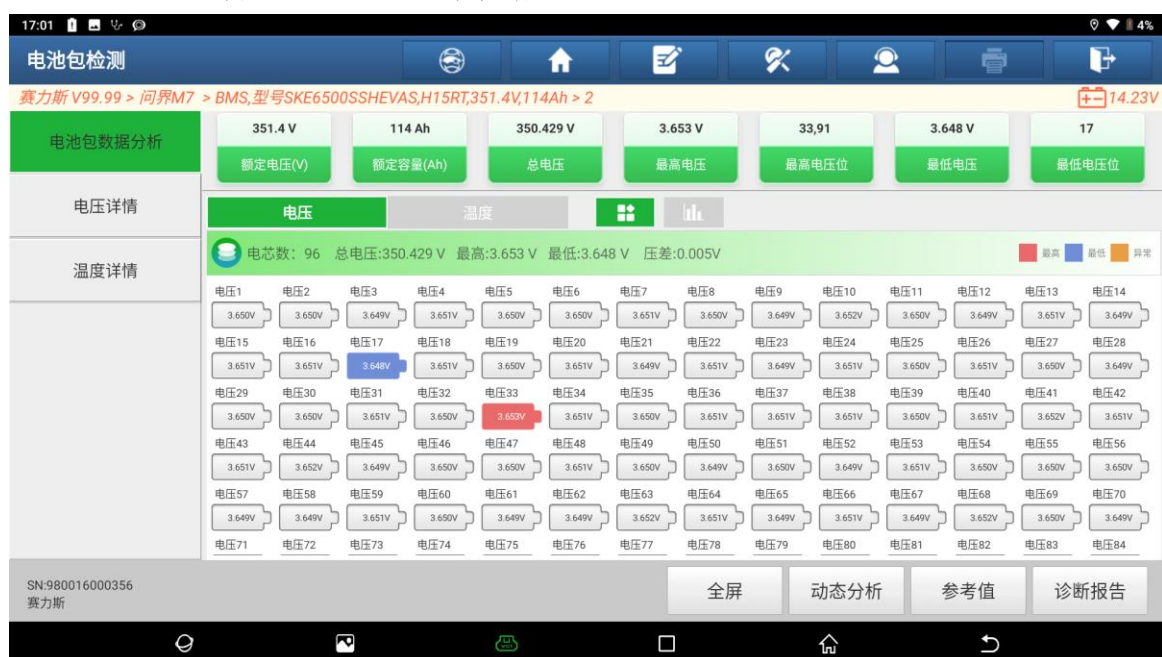 17:01
4%
电池包检测
赛力斯 V99.99 > 问界M7 > BMS,型号SKE6500SSHEVAS,H15RT,351.4V,114Ah > 2
14.23V
电池包数据分析
电压详情
温度详情
351.4 V 114 Ah 350.429 V 3.653 V 33,91 3.648 V 17
额定电压(V) 额定容量(Ah) 总电压 最高电压 最高电压位 最低电压 最低电压位
电压 温度
电芯数：96 总电压:350.429 V 最高:3.653 V 最低:3.648 V 压差:0.005V
最高 最低 异常
电压1 电压2 电压3 电压4 电压5 电压6 电压7 电压8 电压9 电压10 电压11 电压12 电压13 电压14
3.650V 3.650V 3.649V 3.651V 3.650V 3.650V 3.651V 3.650V 3.649V 3.652V 3.650V 3.649V 3.651V 3.649V
电压15 电压16 电压17 电压18 电压19 电压20 电压21 电压22 电压23 电压24 电压25 电压26 电压27 电压28
3.651V 3.651V 3.648V 3.651V 3.650V 3.651V 3.649V 3.651V 3.649V 3.651V 3.650V 3.651V 3.650V 3.649V
电压29 电压30 电压31 电压32 电压33 电压34 电压35 电压36 电压37 电压38 电压39 电压40 电压41 电压42
3.650V 3.650V 3.651V 3.650V 3.653V 3.651V 3.650V 3.651V 3.651V 3.651V 3.650V 3.651V 3.652V 3.651V
电压43 电压44 电压45 电压46 电压47 电压48 电压49 电压50 电压51 电压52 电压53 电压54 电压55 电压56
3.651V 3.652V 3.649V 3.650V 3.650V 3.651V 3.650V 3.649V 3.650V 3.649V 3.651V 3.650V 3.650V 3.650V
电压57 电压58 电压59 电压60 电压61 电压62 电压63 电压64 电压65 电压66 电压67 电压68 电压69 电压70
3.649V 3.649V 3.651V 3.650V 3.649V 3.649V 3.652V 3.651V 3.649V 3.651V 3.649V 3.652V 3.650V 3.649V
电压71 电压72 电压73 电压74 电压75 电压76 电压77 电压78 电压79 电压80 电压81 电压82 电压83 电压84
SN:980016000356
赛力斯
全屏 动态分析 参考值 诊断报告